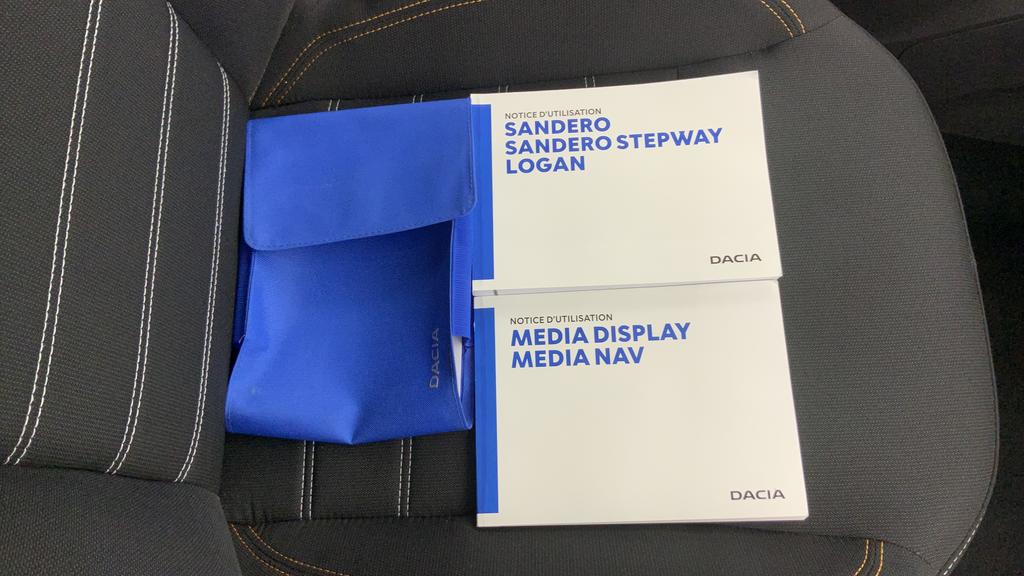 NOTICE D'UTILISATION
SANDERO
SANDERO STEPWAY
LOGAN
DACIA
DACIA
NOTICE D'UTILISATION
MEDIA DISPLAY
MEDIA NAV
DACIA